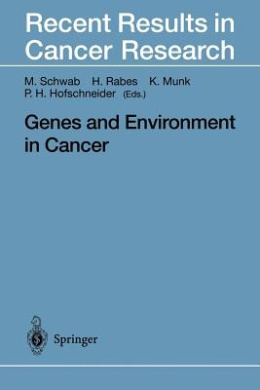 Recent Results in
Cancer Research
M. Schwab H. Rabes K. Munk
P. H. Hofschneider (Eds.)
Genes and Environment
in Cancer
Springer